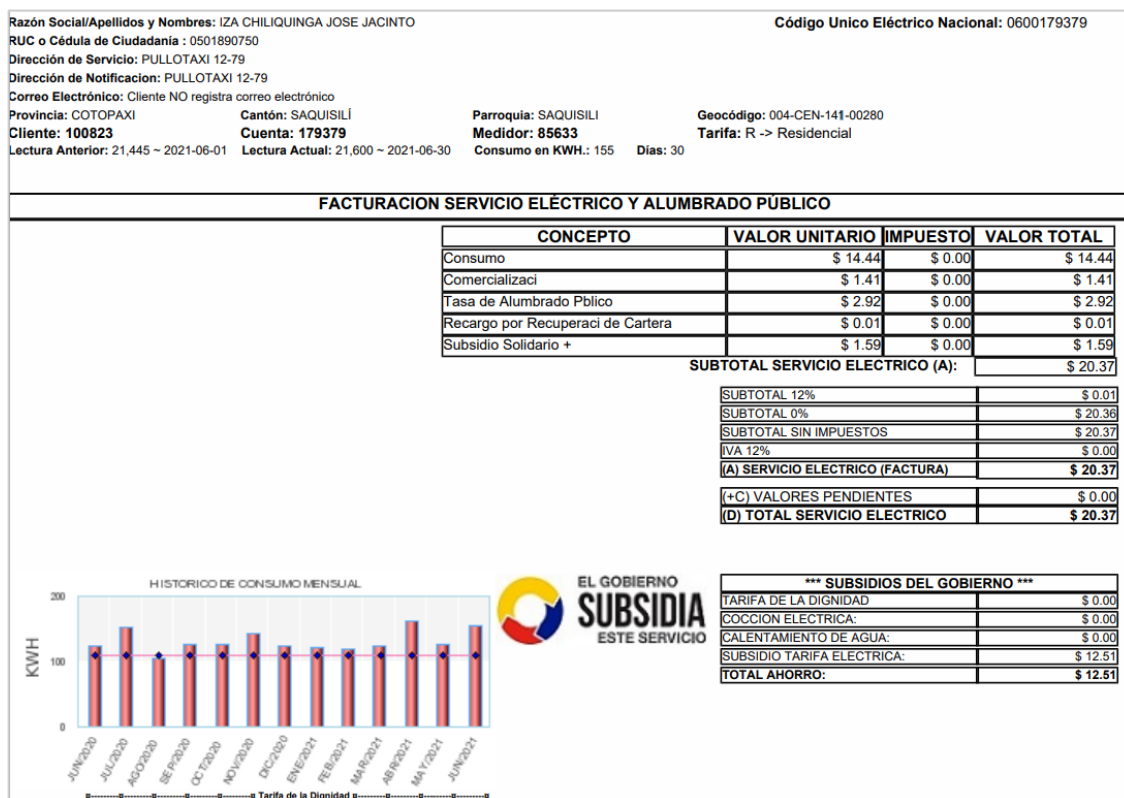 Razón Social/Apellidos y Nombres: IZA CHILIQUINGA JOSE JACINTO Código Unico Eléctrico Nacional: 0600179379
RUC o Cédula de Ciudadanía : 0501890750
Dirección de Servicio: PULLOTAXI 12-79
Dirección de Notificacion: PULLOTAXI 12-79
Correo Electrónico: Cliente NO registra correo electrónico
Provincia: COTOPAXI Cantón: SAQUISILÍ Parroquia: SAQUISILI Geocódigo: 004-CEN-141-00280
Cliente: 100823 Cuenta: 179379 Medidor: 85633 Tarifa: R -> Residencial
Lectura Anterior: 21,445 ~ 2021-06-01 Lectura Actual: 21,600 ~ 2021-06-30 Consumo en KWH.: 155 Días: 30
FACTURACION SERVICIO ELÉCTRICO Y ALUMBRADO PÚBLICO
CONCEPTO VALOR UNITARIO IMPUESTO VALOR TOTAL
Consumo $ 14.44 $ 0.00 $ 14.44
Comercializaci $ 1.41 $ 0.00 $ 1.41
Tasa de Alumbrado Pblico $ 2.92 $ 0.00 $ 2.92
Recargo por Recuperaci de Cartera $ 0.01 $ 0.00 $ 0.01
Subsidio Solidario + $ 1.59 $ 0.00 $ 1.59
SUBTOTAL SERVICIO ELECTRICO (A): $ 20.37
SUBTOTAL 12% $ 0.01
SUBTOTAL 0% $ 20.36
SUBTOTAL SIN IMPUESTOS $ 20.37
IVA 12% $ 0.00
(A) SERVICIO ELECTRICO (FACTURA) $ 20.37
(+C) VALORES PENDIENTES $ 0.00
(D) TOTAL SERVICIO ELECTRICO $ 20.37
HISTORICO DE CONSUMO MENSUAL
200
100
0
KWH
JUN/2020 JUL/2020 AGO/2020 SEP/2020 OCT/2020 NOV/2020 DIC/2020 ENE/2021 FEB/2021 MAR/2021 ABR/2021 MAY/2021 JUN/2021
Tarifa de la Dignidad
EL GOBIERNO
SUBSIDIA
ESTE SERVICIO
*** SUBSIDIOS DEL GOBIERNO ***
TARIFA DE LA DIGNIDAD $ 0.00
COCCION ELECTRICA: $ 0.00
CALENTAMIENTO DE AGUA: $ 0.00
SUBSIDIO TARIFA ELECTRICA: $ 12.51
TOTAL AHORRO: $ 12.51